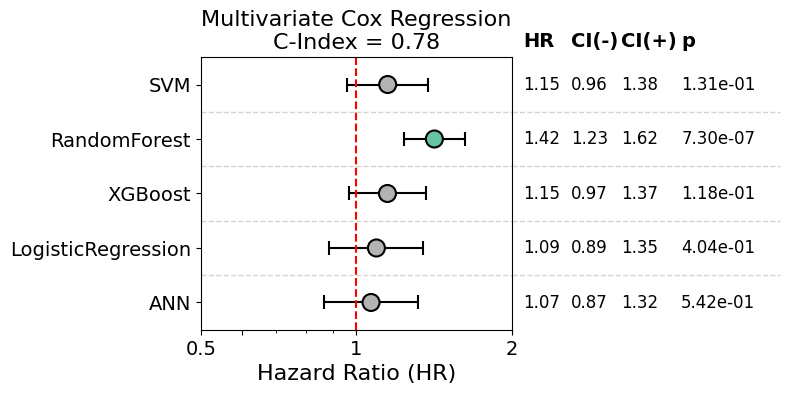 Multivariate Cox Regression
C-Index = 0.78
HR CI(-) CI(+) p
SVM 1.15 0.96 1.38 1.31e-01
RandomForest 1.42 1.23 1.62 7.30e-07
XGBoost 1.15 0.97 1.37 1.18e-01
LogisticRegression 1.09 0.89 1.35 4.04e-01
ANN 1.07 0.87 1.32 5.42e-01
0.5 1 2
Hazard Ratio (HR)